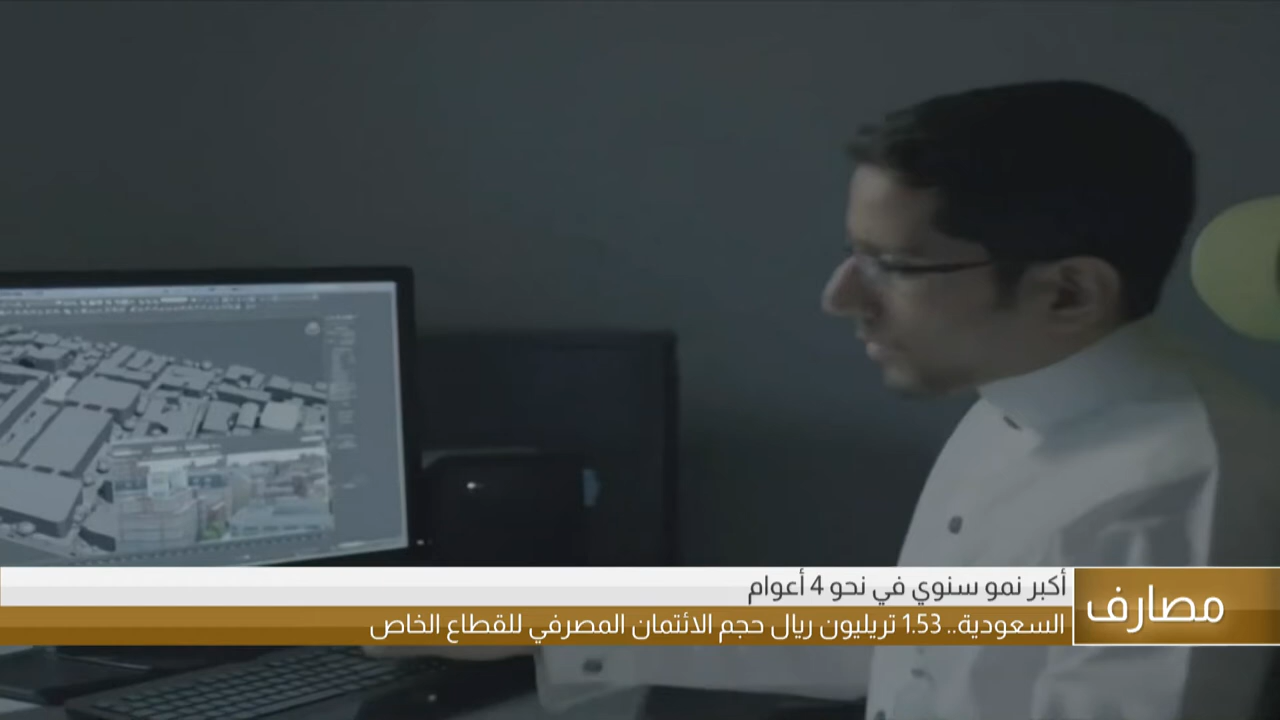 مصارف
أكبر نمو سنوي في نحو 4 أعوام
السعودية.. 1.53 تريليون ريال حجم الائتمان المصرفي للقطاع الخاص